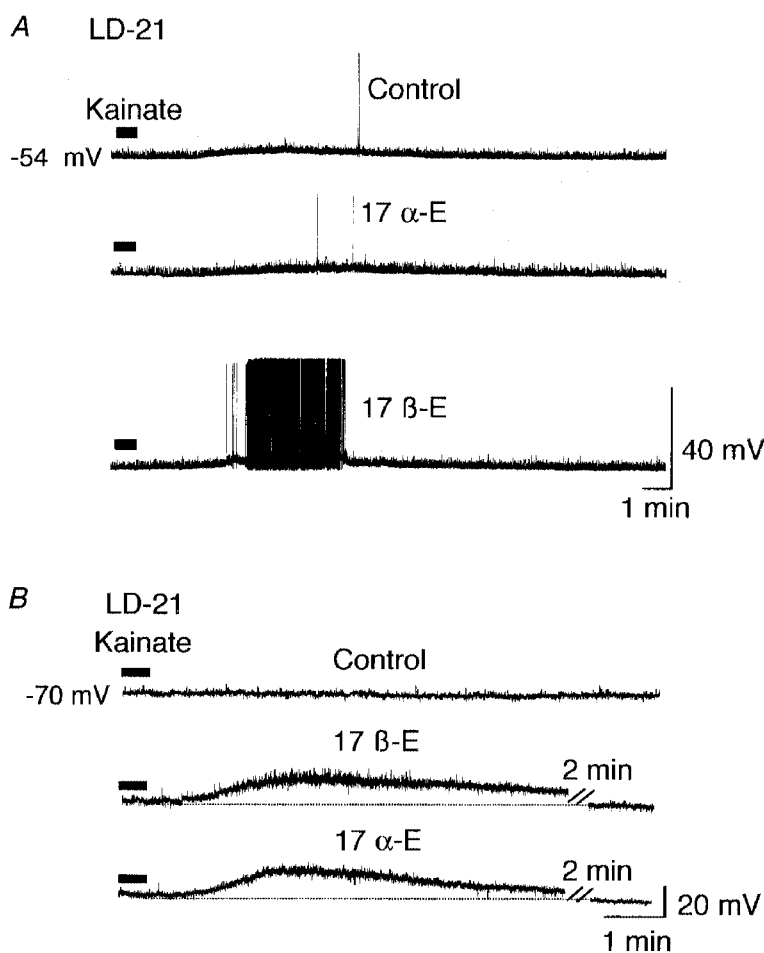 A LD-21
Kainate
Control
-54 mV
17 α-E
17 ß-E
40 mV
1 min
B LD-21
Kainate
Control
-70 mV
17 ß-E
2 min
17 α-E
2 min
20 mV
1 min